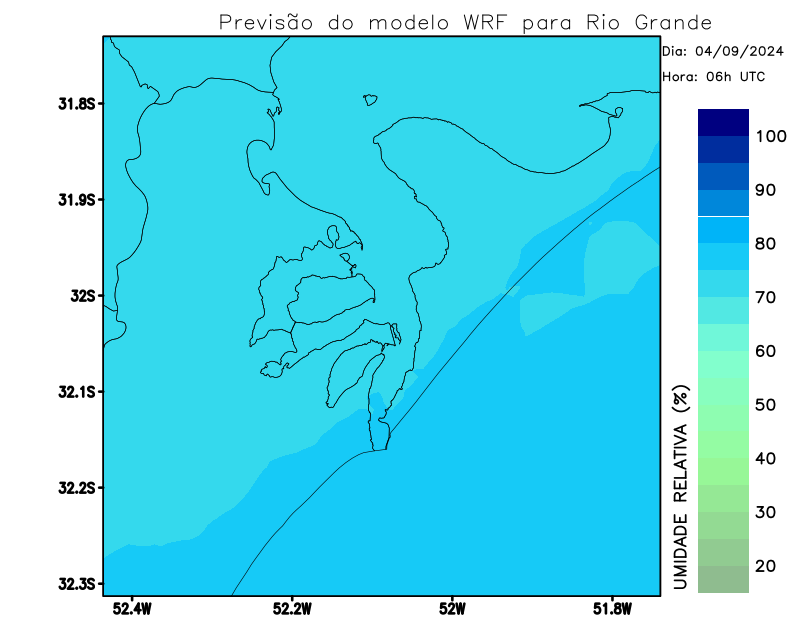 Previsão do modelo WRF para Rio Grande
Dia: 04/09/2024
Hora: 06h UTC
31.8S
31.9S
32S
32.1S
32.2S
32.3S
52.4W
52.2W
52W
51.8W
UMIDADE RELATIVA (%)
100
90
80
70
60
50
40
30
20